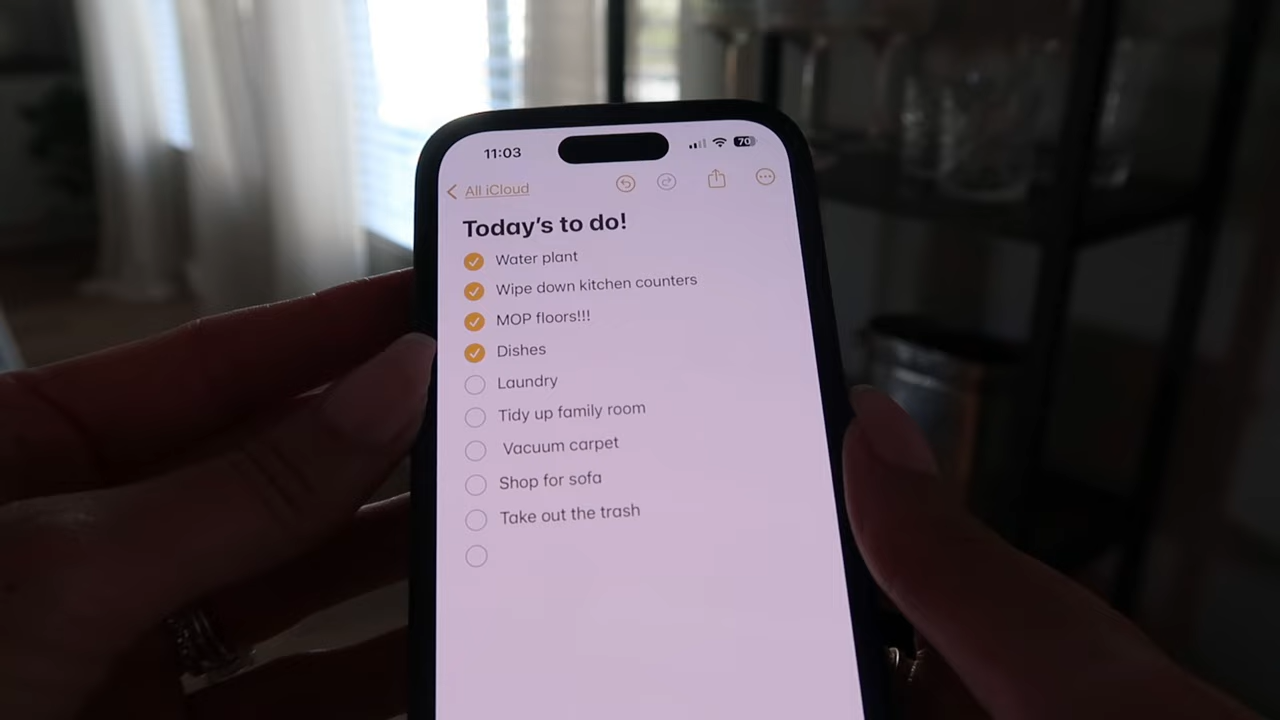 11:03
70
All iCloud
Today's to do!
Water plant
Wipe down kitchen counters
MOP floors!!!
Dishes
Laundry
Tidy up family room
Vacuum carpet
Shop for sofa
Take out the trash